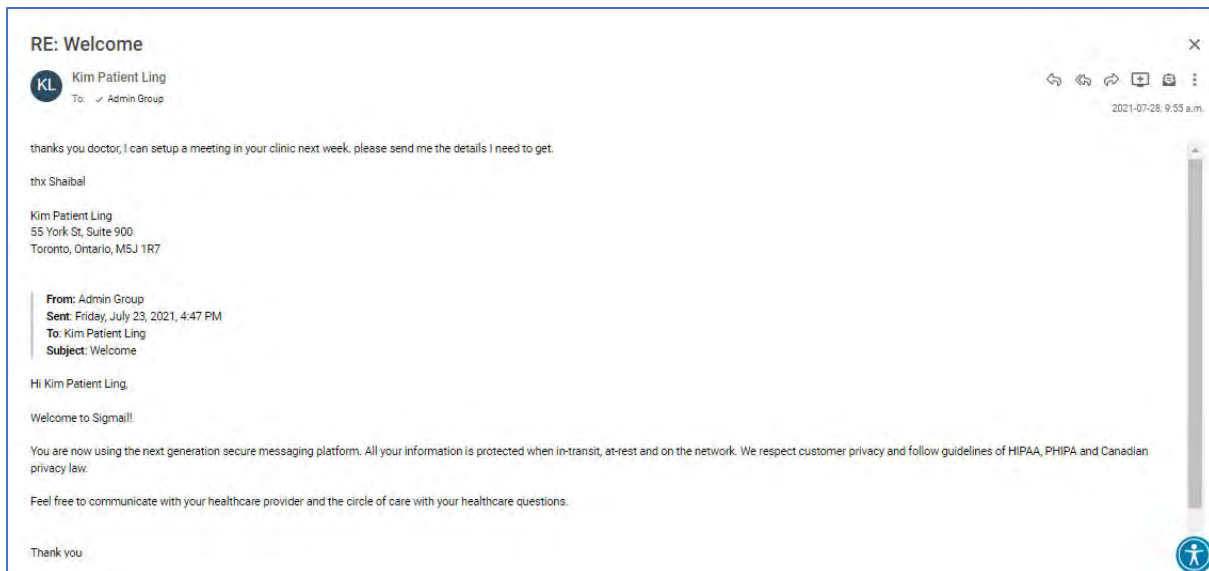 RE: Welcome
KL
Kim Patient Ling
To: ✓ Admin Group
2021-07-28, 9:55 a.m.
thanks you doctor, I can setup a meeting in your clinic next week. please send me the details I need to get.
thx Shaibal
Kim Patient Ling
55 York St, Suite 900
Toronto, Ontario, M5J 1R7
From: Admin Group
Sent: Friday, July 23, 2021, 4:47 PM
To: Kim Patient Ling
Subject: Welcome
Hi Kim Patient Ling,
Welcome to Sigmail!
You are now using the next generation secure messaging platform. All your information is protected when in-transit, at-rest and on the network. We respect customer privacy and follow guidelines of HIPAA, PHIPA and Canadian
privacy law.
Feel free to communicate with your healthcare provider and the circle of care with your healthcare questions.
Thank you